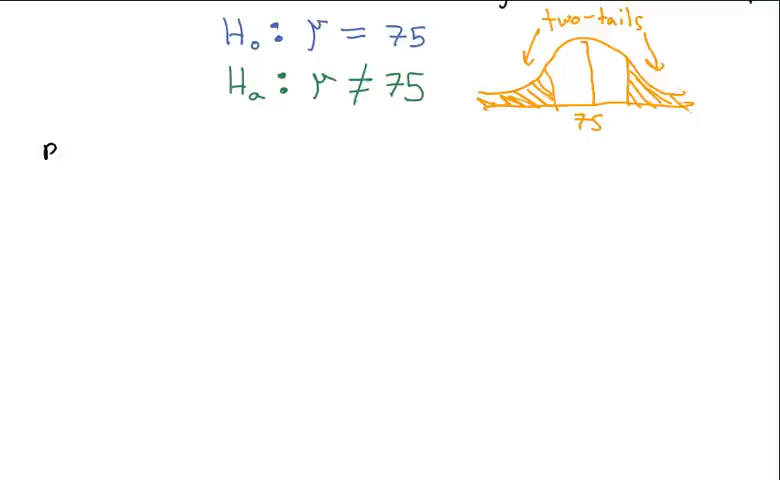 two-tails
H₀: μ = 75
Hₐ: μ ≠ 75
75
P